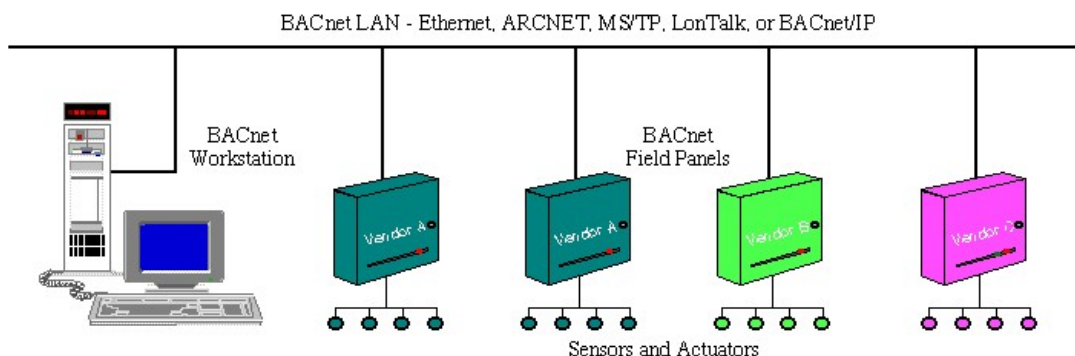 BACnet LAN - Ethernet, ARCNET, MS/TP, LonTalk, or BACnet/IP
BACnet
Workstation
BACnet
Field Panels
Vendor A
Vendor A
Vendor B
Vendor C
Sensors and Actuators